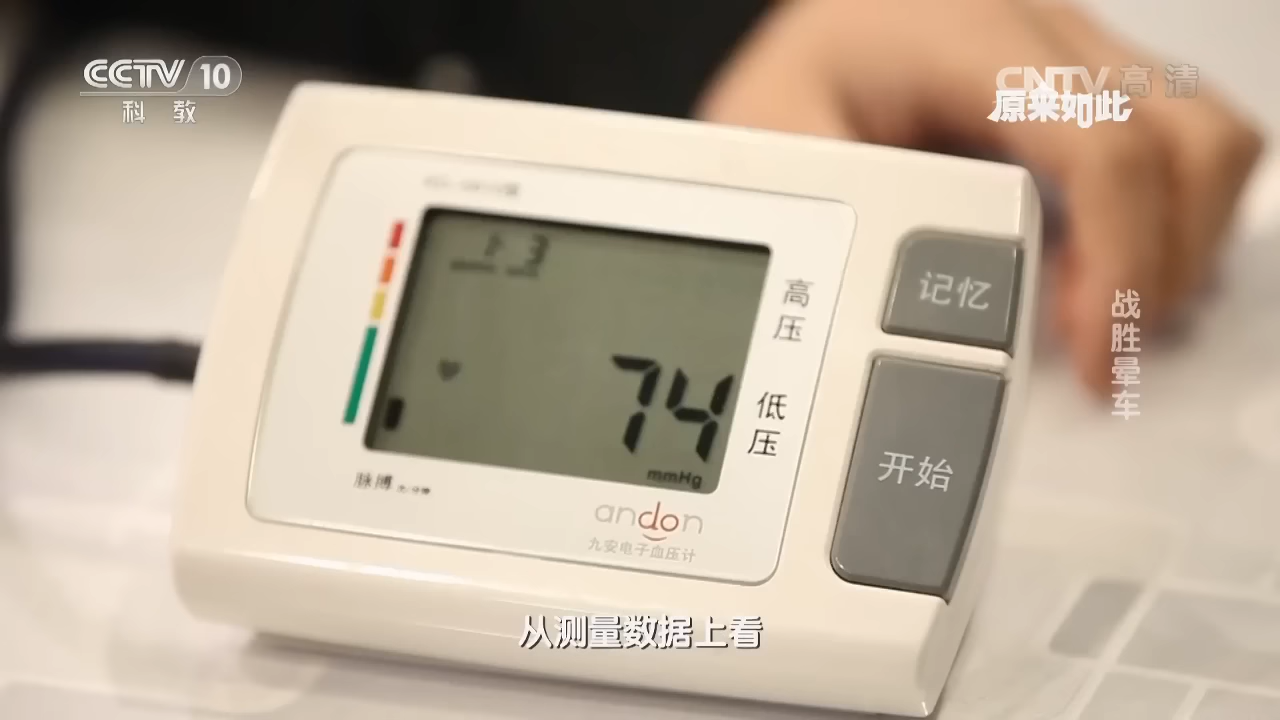 CCTV 10
科教
CNTV 高清
原来如此
记忆
高压
战胜晕车
74
低压
开始
mmHg
脉搏
andon
九安电子血压计
从测量数据上看